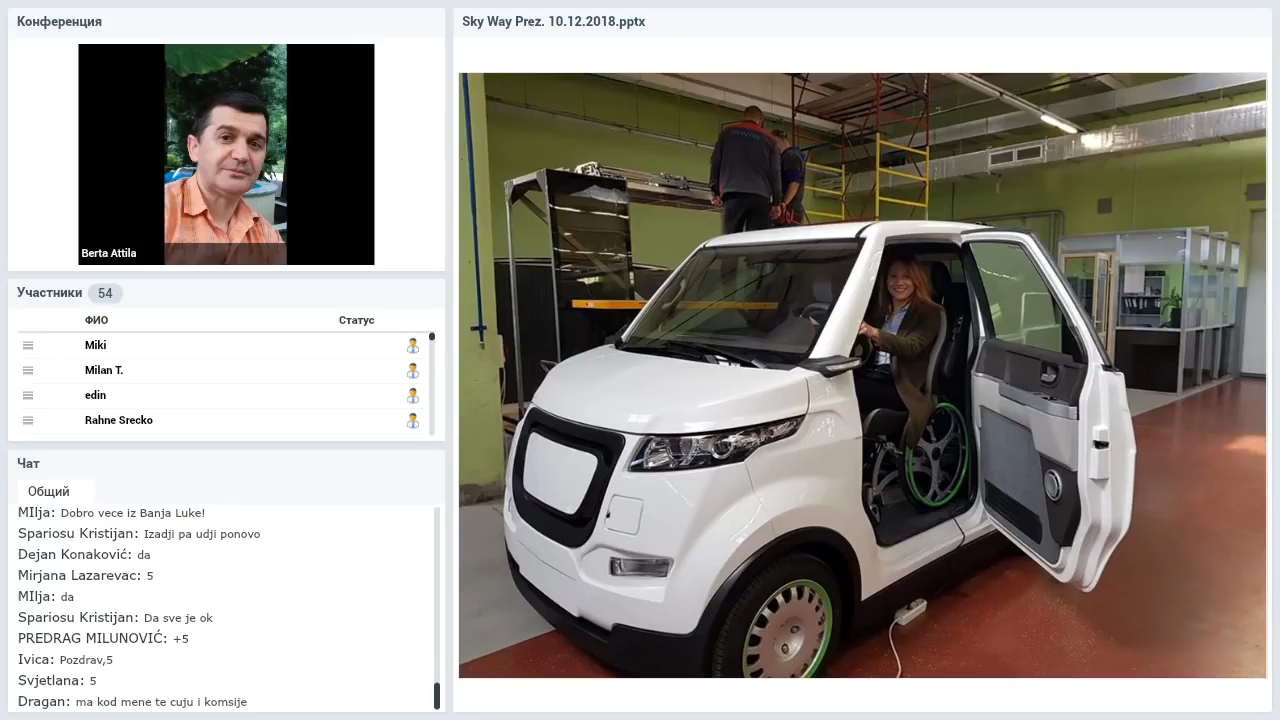 Конференция
Berta Attila
Участники 54
ФИО Статус
Miki
Milan T.
edin
Rahne Srecko
Чат
Общий
MIlja: Dobro vece iz Banja Luke!
Spariosu Kristijan: Izadji pa udji ponovo
Dejan Konaković: da
Mirjana Lazarevac: 5
MIlja: da
Spariosu Kristijan: Da sve je ok
PREDRAG MILUNOVIĆ: +5
Ivica: Pozdrav,5
Svjetlana: 5
Dragan: ma kod mene te cuju i komsije
Sky Way Prez. 10.12.2018.pptx